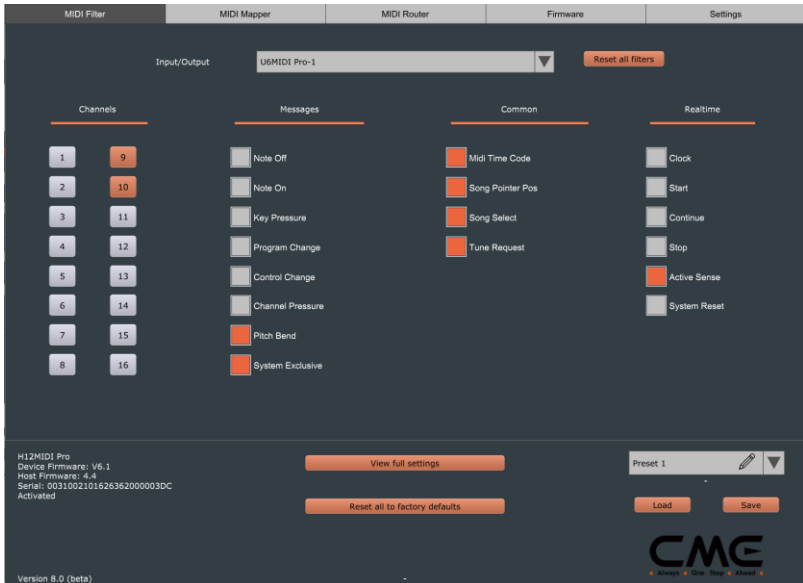 MIDI Filter MIDI Mapper MIDI Router Firmware Settings
Input/Output U6MIDI Pro-1 Reset all filters
Channels Messages Common Realtime
1 9 Note Off Midi Time Code Clock
2 10 Note On Song Pointer Pos Start
3 11 Key Pressure Song Select Continue
4 12 Program Change Tune Request Stop
5 13 Control Change Active Sense
6 14 Channel Pressure System Reset
7 15 Pitch Bend
8 16 System Exclusive
H12MIDI Pro
Device Firmware: V6.1
Host Firmware: 4.4
Serial: 0031002101626362000003DC
Activated
View full settings
Reset all to factory defaults
Preset 1
-
Load Save
CME
Always One Step Ahead
Version 8.0 (beta)
-